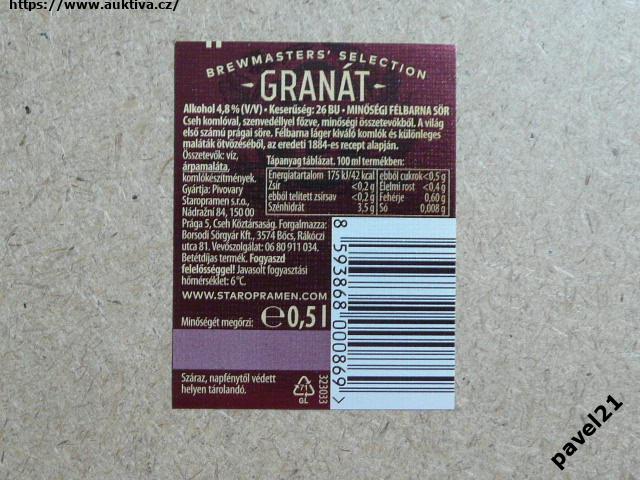 https://www.auktiva.cz/
BREWMASTERS' SELECTION
GRANÁT
Alkohol 4,8 % (V/V) • Keserűség: 26 BU • MINŐSÉGI FÉLBARNA SÖR
Cseh komlóval, szenvedéllyel főzve, minőségi összetevőkből. A világ
első számú prágai söre. Félbarna láger kiváló komlók és különleges
maláták ötvözéséből, az eredeti 1884-es recept alapján.
Összetevők: víz,
árpamaláta,
komlókészítmények.
Gyártja: Pivovary
Staropramen s.r.o.,
Nádražní 84, 150 00
Prága 5, Cseh Köztársaság. Forgalmazza:
Borsodi Sörgyár Kft., 3574 Bőcs, Rákóczi
utca 81. Vevőszolgálat: 06 80 911 034.
Betétdíjas termék. Fogyaszd
felelősséggel! Javasolt fogyasztási
hőmérséklet: 6°C.
Tápanyag táblázat. 100 ml termékben:
Energiatartalom 175 kJ/42 kcal
Zsír <0,2 g
ebből telített zsírsav <0,2 g
Szénhidrát 3,5 g
ebből cukrok <0,5 g
Élelmi rost <0,4 g
Fehérje 0,60 g
Só 0,008 g
WWW.STAROPRAMEN.COM
Minőségét megőrzi: ℮0,5 l
Száraz, napfénytől védett
helyen tárolandó.
71
GL
323033
8 593868 000869 >
pavel21